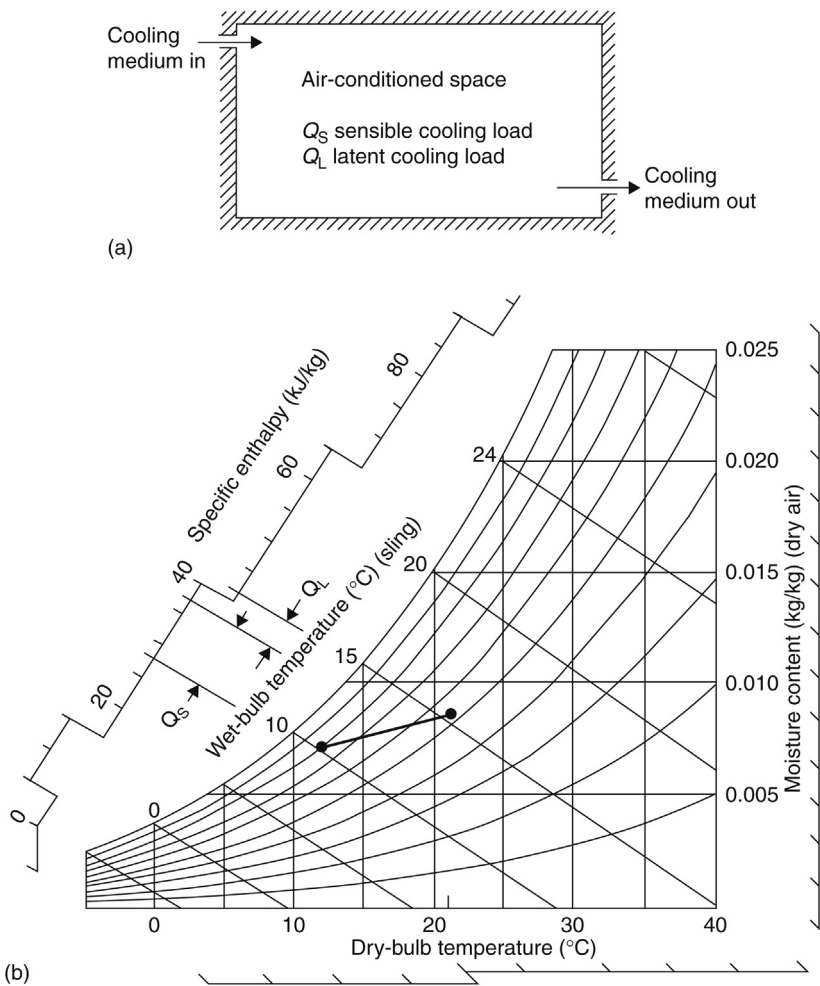 Cooling
medium in
Air-conditioned space
QS sensible cooling load
QL latent cooling load
Cooling
medium out
(a)
Specific enthalpy (kJ/kg)
0
20
40
60
80
QS
QL
Wet-bulb temperature (°C) (sling)
0
10
15
20
24
0.025
0.020
0.015
0.010
0.005
Moisture content (kg/kg) (dry air)
0
10
20
30
40
Dry-bulb temperature (°C)
(b)